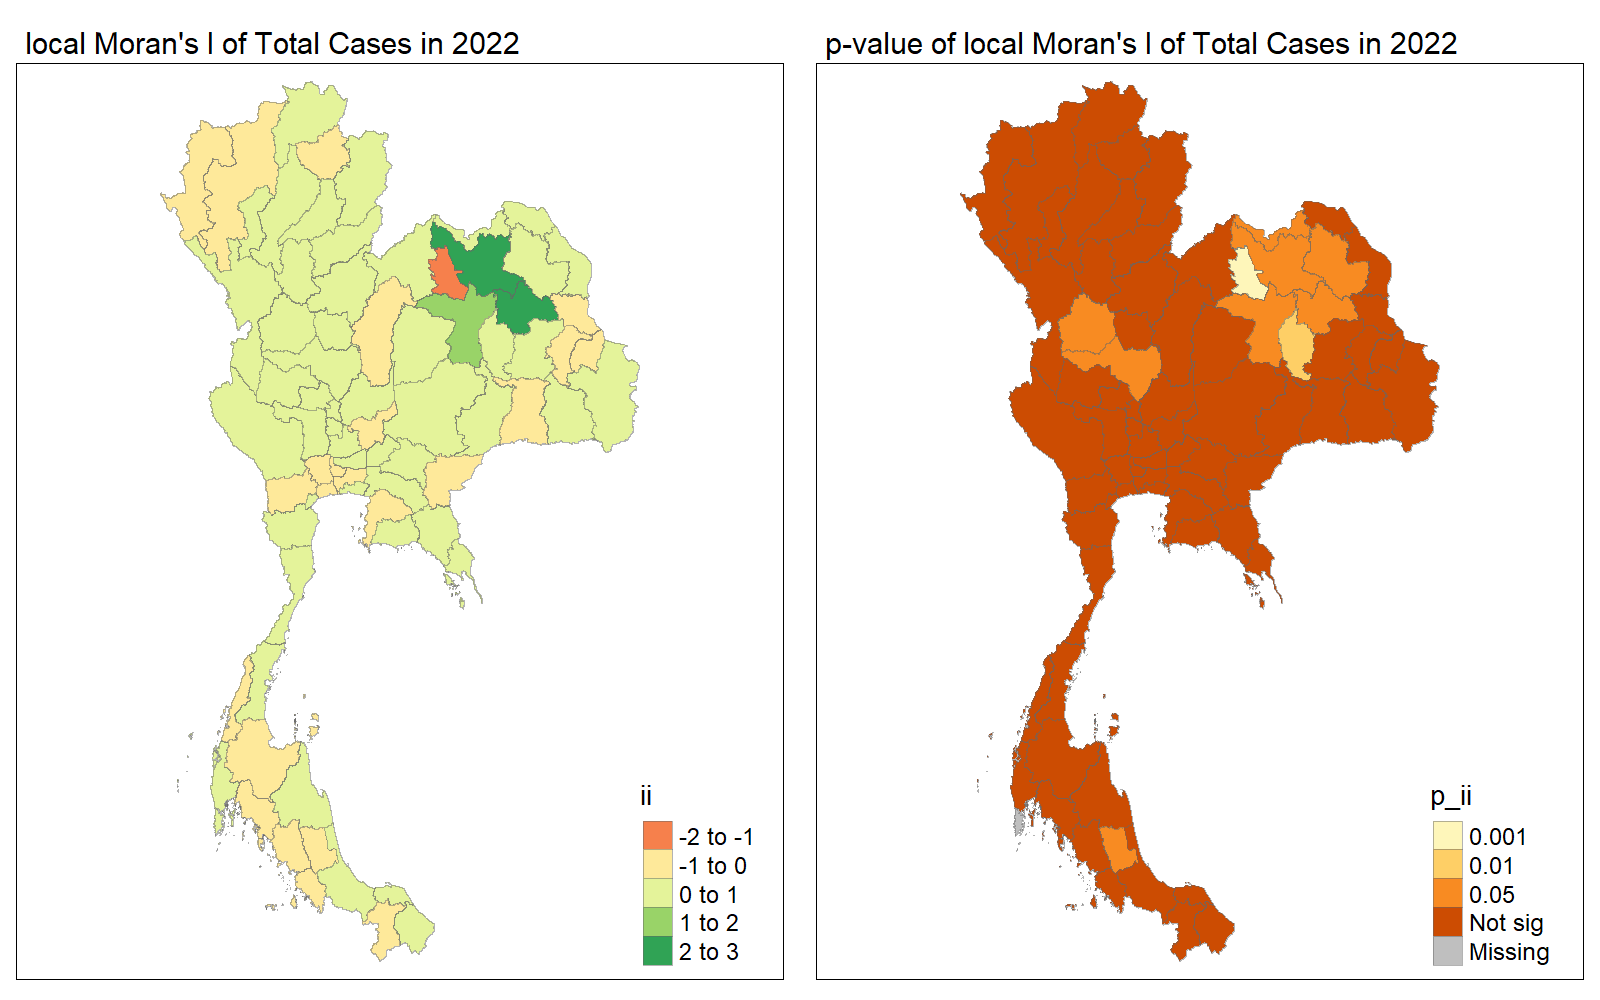 local Moran's I of Total Cases in 2022
ii
-2 to -1
-1 to 0
0 to 1
1 to 2
2 to 3
p-value of local Moran's I of Total Cases in 2022
p_ii
0.001
0.01
0.05
Not sig
Missing